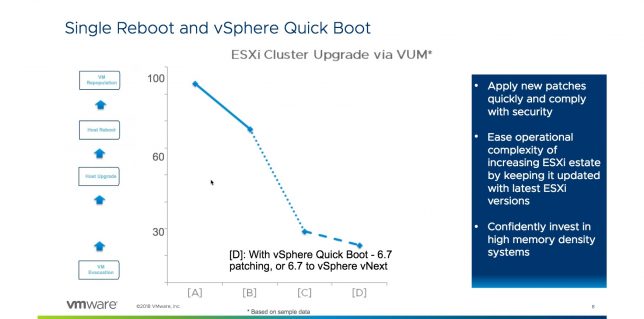 Single Reboot and vSphere Quick Boot
ESXi Cluster Upgrade via VUM*
VM
Repopulation
Host Reboot
Host Upgrade
VM
Evacuation
100
60
30
[A]
[B]
[C]
[D]
[D]: With vSphere Quick Boot - 6.7
patching, or 6.7 to vSphere vNext
• Apply new patches
quickly and comply
with security
• Ease operational
complexity of
increasing ESXi estate
by keeping it updated
with latest ESXi
versions
• Confidently invest in
high memory density
systems
vmware
©2018 VMware, Inc.
* Based on sample data